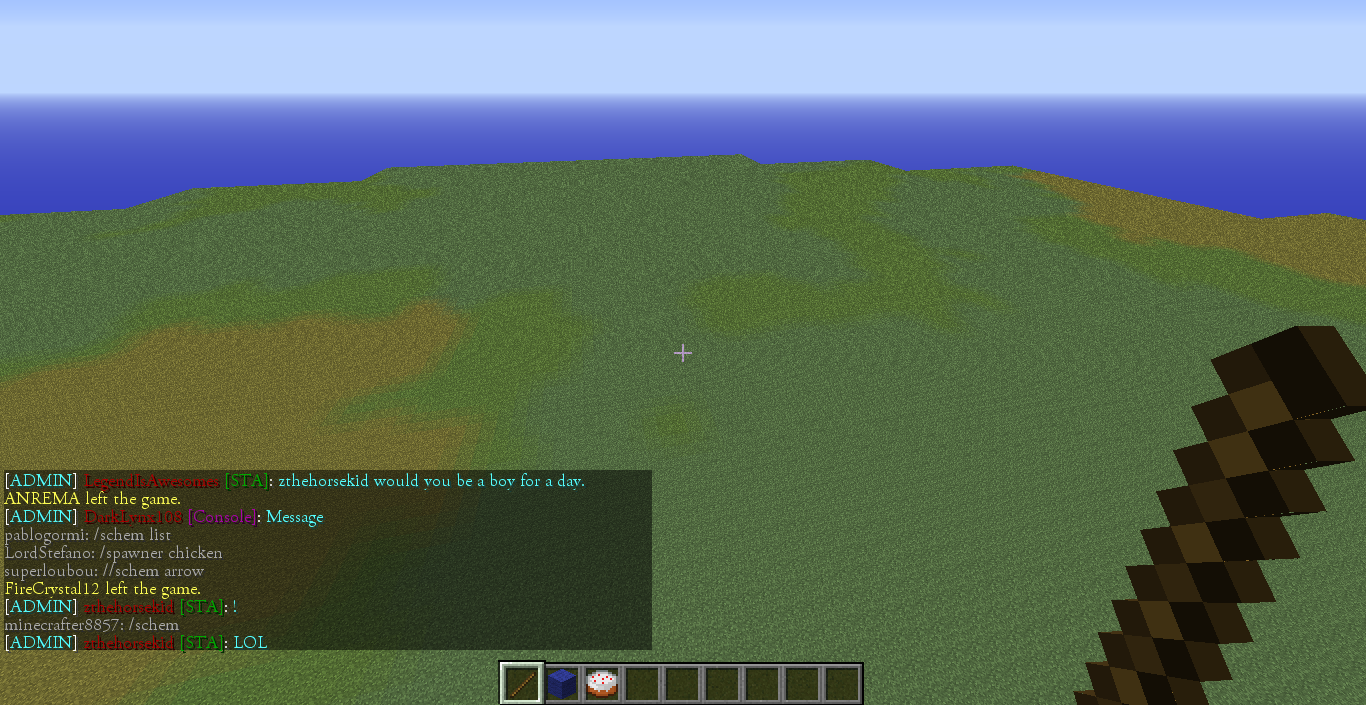 [ADMIN] LegendIsAwesomes [STA]: zthehorsekid would you be a boy for a day.
ANREMA left the game.
[ADMIN] DarkLynx108 [Console]: Message
pablogormi: /schem list
LordStefano: /spawner chicken
superloubou: //schem arrow
FireCrystal12 left the game.
[ADMIN] zthehorsekid [STA]: !
minecrafter8857: /schem
[ADMIN] zthehorsekid [STA]: LOL